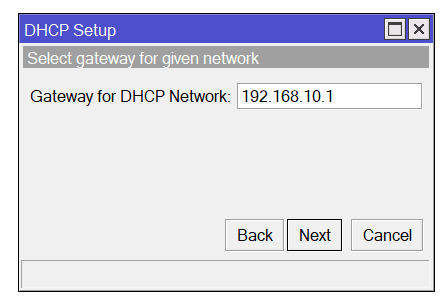 DHCP Setup
Select gateway for given network
Gateway for DHCP Network: 192.168.10.1
Back Next Cancel